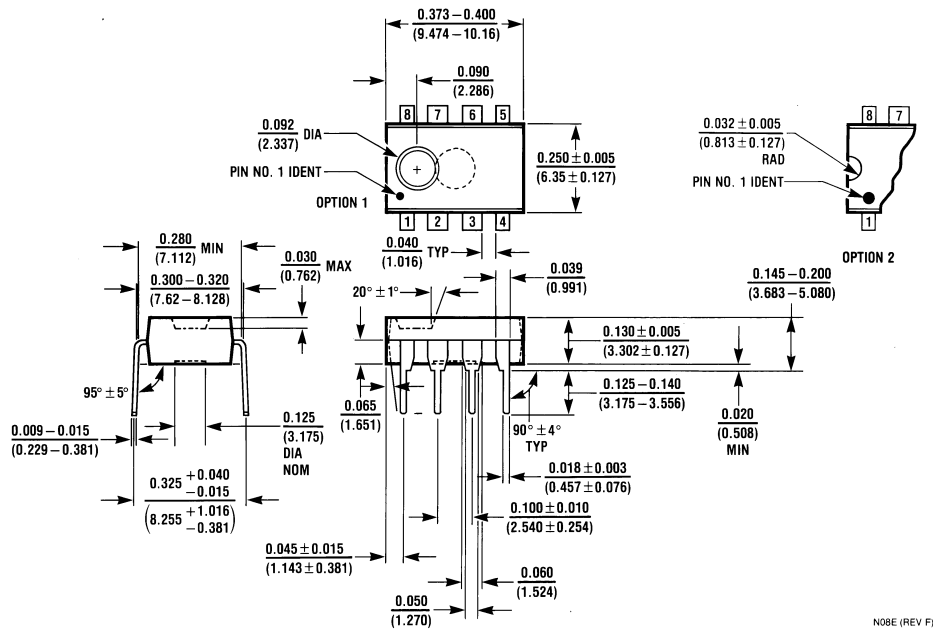 0.373 – 0.400
(9.474 – 10.16)
0.090
(2.286)
8 7 6 5
0.092 DIA
(2.337)
PIN NO. 1 IDENT
OPTION 1
0.250 ± 0.005
(6.35 ± 0.127)
1 2 3 4
+
0.032 ± 0.005
(0.813 ± 0.127)
RAD
PIN NO. 1 IDENT
8 7
1
OPTION 2
0.280 MIN
(7.112)
0.300 – 0.320
(7.62 – 8.128)
0.030 MAX
(0.762)
0.040 TYP
(1.016)
0.039
(0.991)
20° ± 1°
0.145 – 0.200
(3.683 – 5.080)
0.130 ± 0.005
(3.302 ± 0.127)
95° ± 5°
0.065
(1.651)
0.125 – 0.140
(3.175 – 3.556)
90° ± 4°
TYP
0.020
(0.508)
MIN
0.009 – 0.015
(0.229 – 0.381)
0.125
(3.175)
DIA
NOM
0.018 ± 0.003
(0.457 ± 0.076)
0.325 +0.040
−0.015
(8.255 +1.016
−0.381)
0.100 ± 0.010
(2.540 ± 0.254)
0.045 ± 0.015
(1.143 ± 0.381)
0.060
(1.524)
0.050
(1.270)
N08E (REV F)